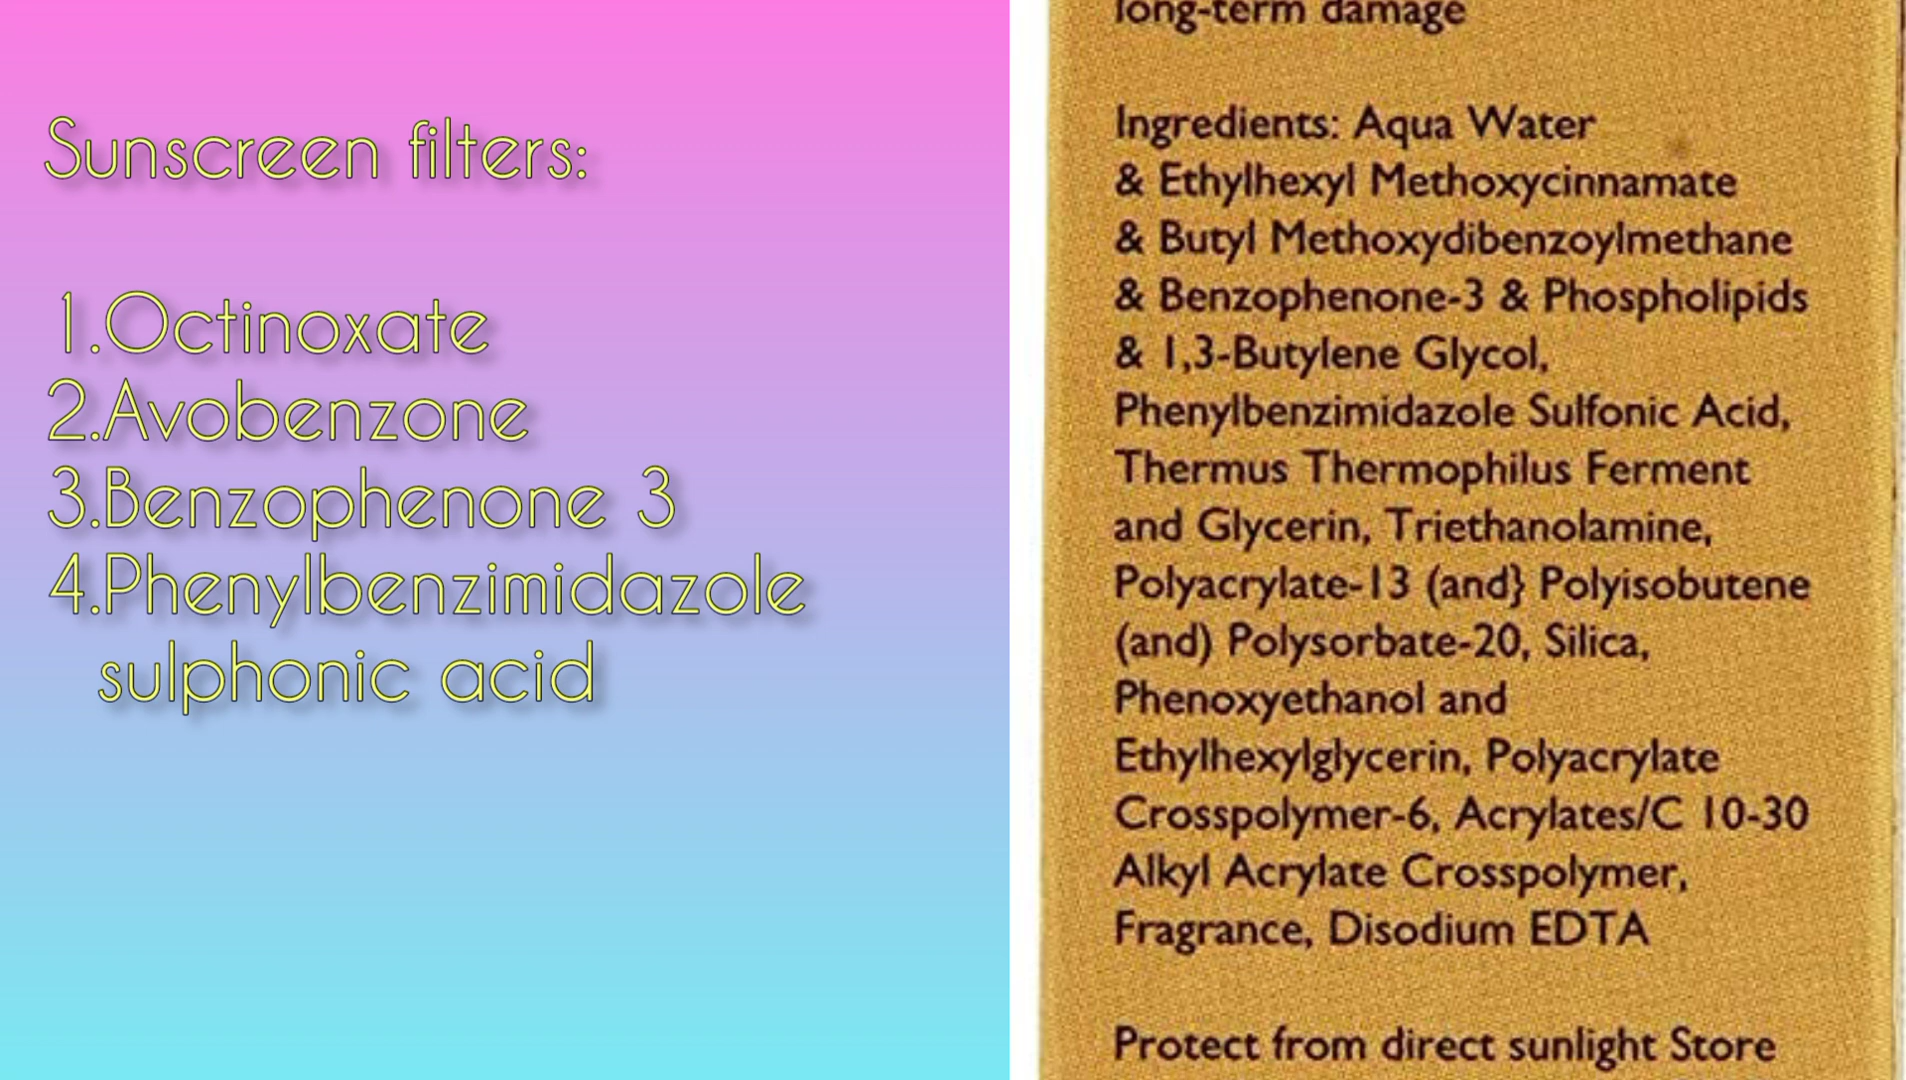 Sunscreen filters:
1.Octinoxate
2.Avobenzone
3.Benzophenone 3
4.Phenylbenzimidazole
sulphonic acid
long-term damage
Ingredients: Aqua Water
& Ethylhexyl Methoxycinnamate
& Butyl Methoxydibenzoylmethane
& Benzophenone-3 & Phospholipids
& 1,3-Butylene Glycol,
Phenylbenzimidazole Sulfonic Acid,
Thermus Thermophilus Ferment
and Glycerin, Triethanolamine,
Polyacrylate-13 (and} Polyisobutene
(and) Polysorbate-20, Silica,
Phenoxyethanol and
Ethylhexylglycerin, Polyacrylate
Crosspolymer-6, Acrylates/C 10-30
Alkyl Acrylate Crosspolymer,
Fragrance, Disodium EDTA
Protect from direct sunlight Store